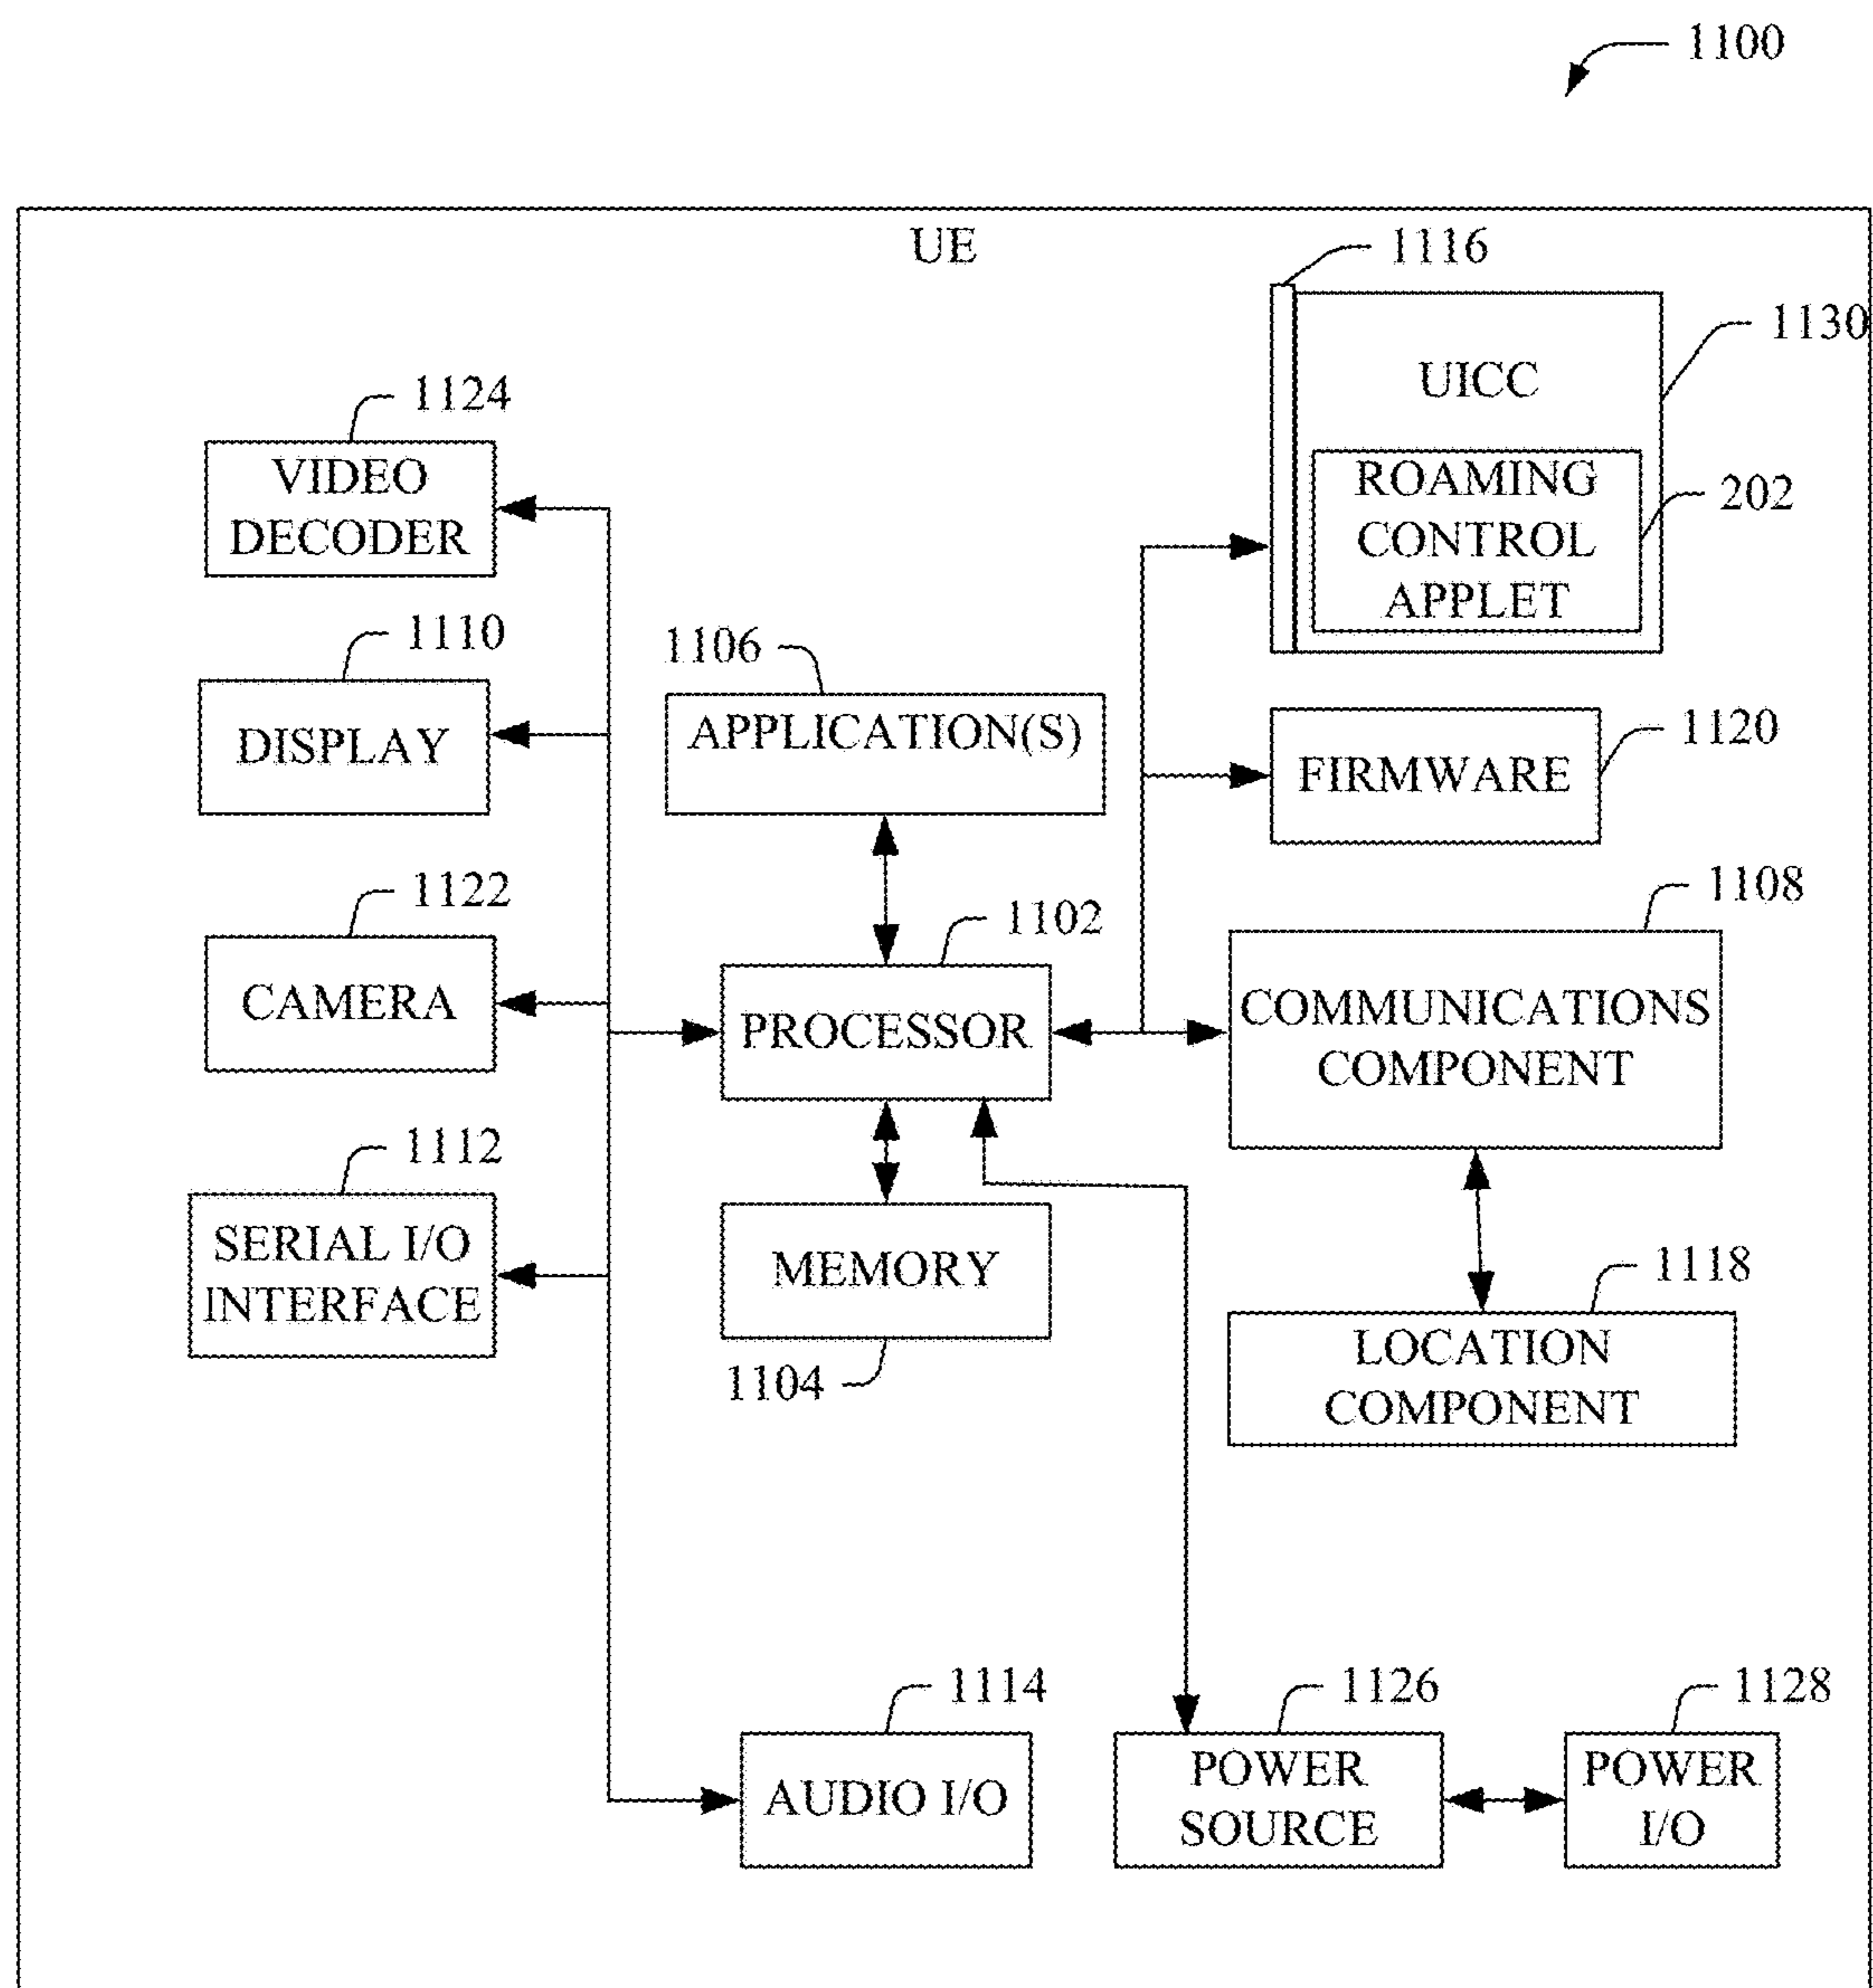 1100
UE
1116
1130
UICC
ROAMING
CONTROL
APPLET
202
1124
VIDEO
DECODER
1110
DISPLAY
1106
APPLICATION(S)
1120
FIRMWARE
1122
CAMERA
1102
PROCESSOR
1108
COMMUNICATIONS
COMPONENT
1112
SERIAL I/O
INTERFACE
MEMORY
1104
1118
LOCATION
COMPONENT
1114
AUDIO I/O
1126
POWER
SOURCE
1128
POWER
I/O